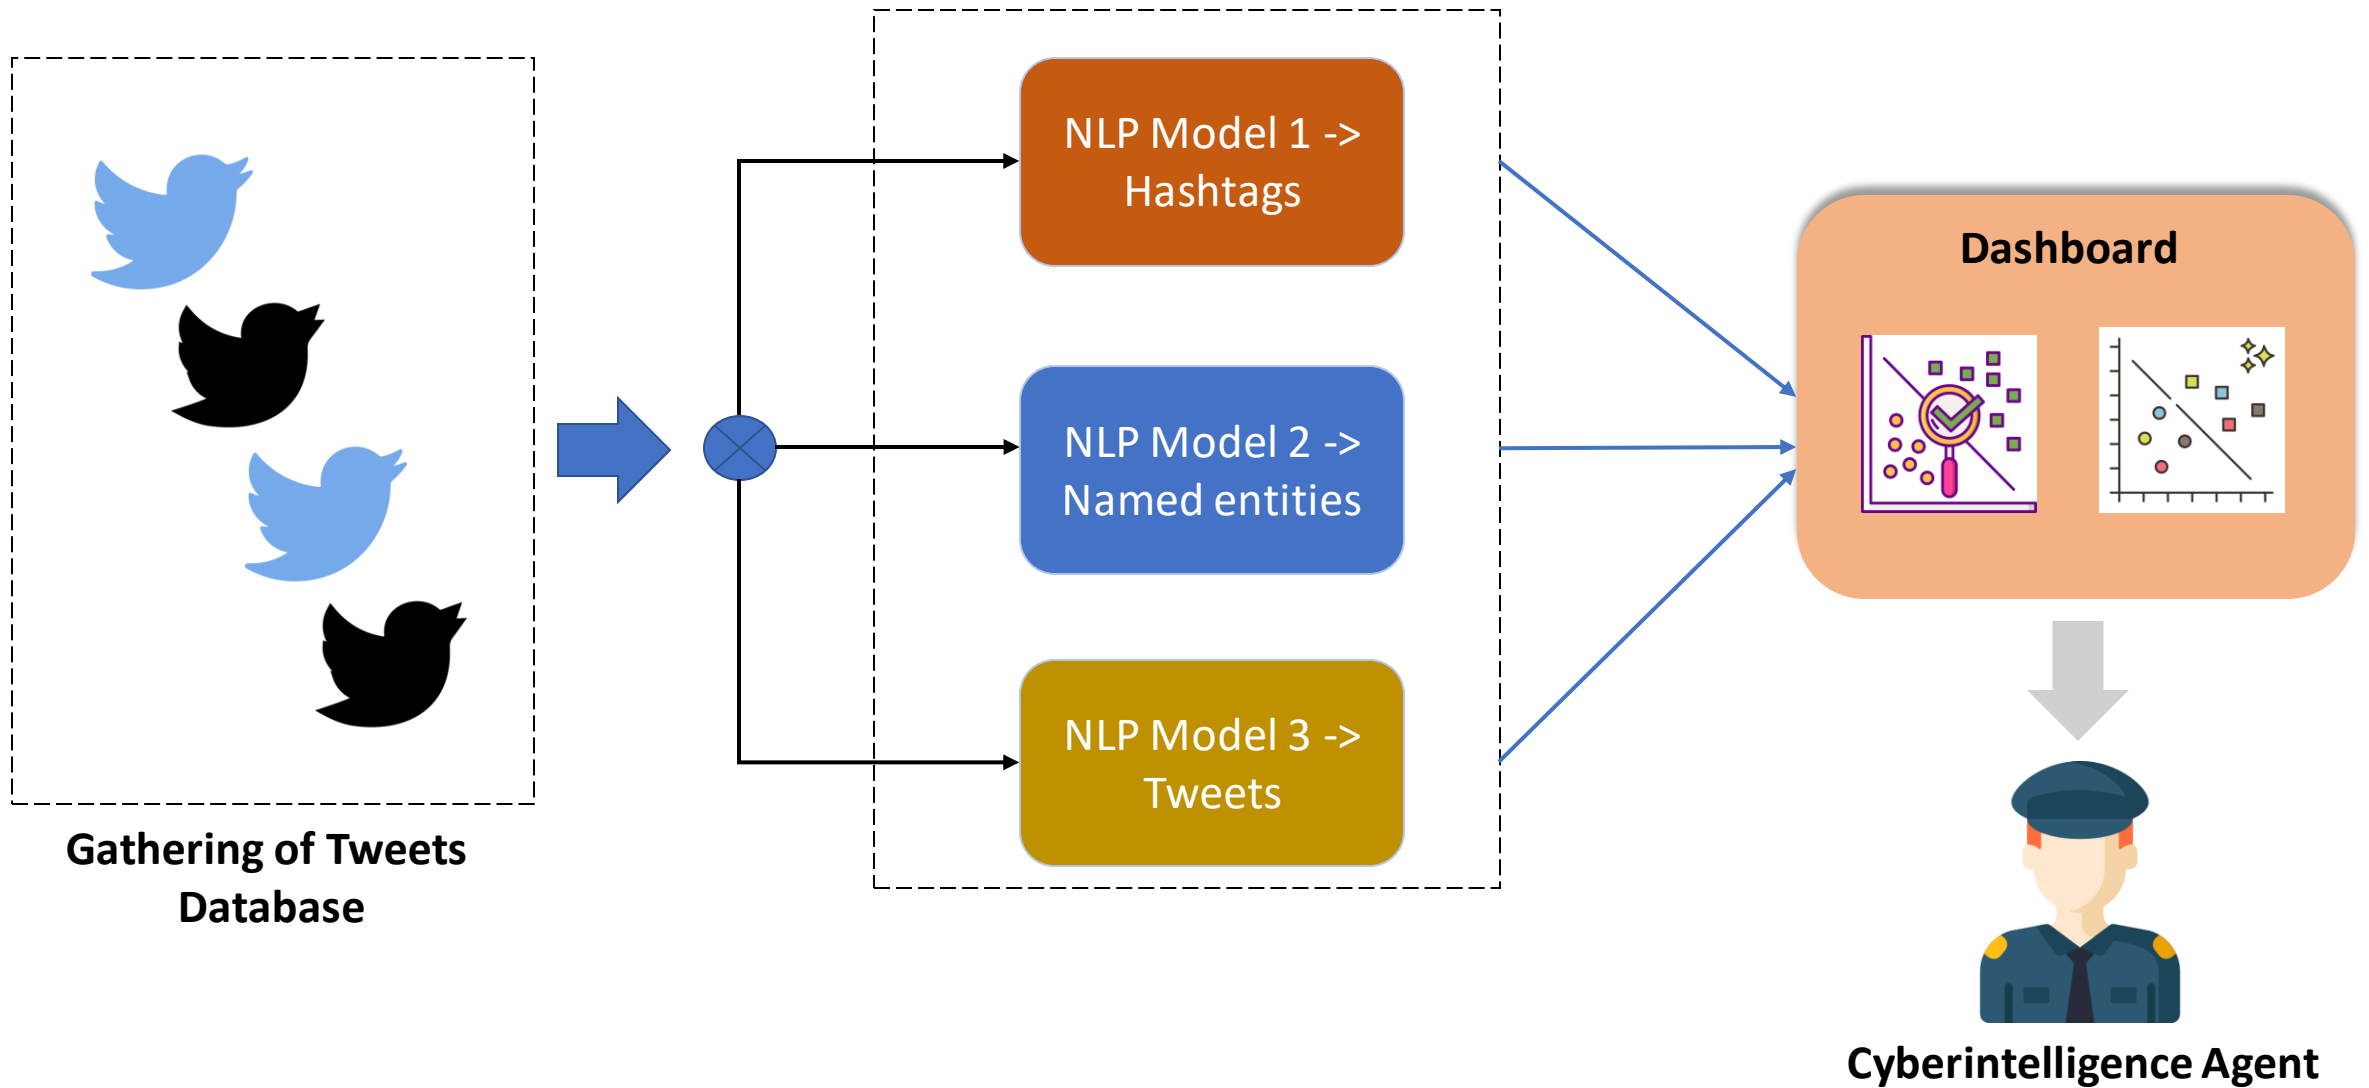 Gathering of Tweets
Database
NLP Model 1 ->
Hashtags
NLP Model 2 ->
Named entities
NLP Model 3 ->
Tweets
Dashboard
Cyberintelligence Agent